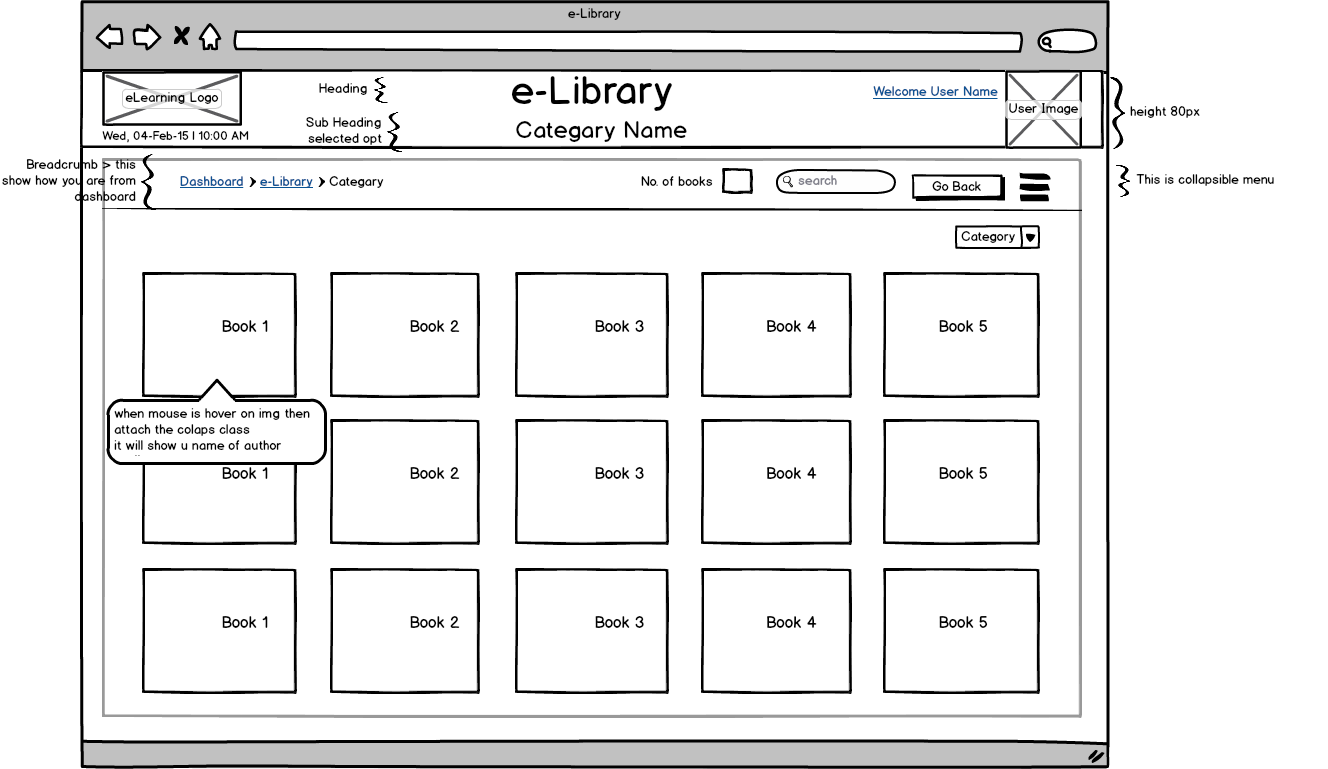 e-Library
eLearning Logo
Wed, 04-Feb-15 | 10:00 AM
Heading
Sub Heading
selected opt
e-Library
Categary Name
Welcome User Name
User Image
height 80px
Breadcrumb > this
show how you are from
dashboard
Dashboard > e-Library > Categary
No. of books
search
Go Back
This is collapsible menu
Category
Book 1
Book 2
Book 3
Book 4
Book 5
when mouse is hover on img then
attach the colaps class
it will show u name of author
Book 1
Book 2
Book 3
Book 4
Book 5
Book 1
Book 2
Book 3
Book 4
Book 5